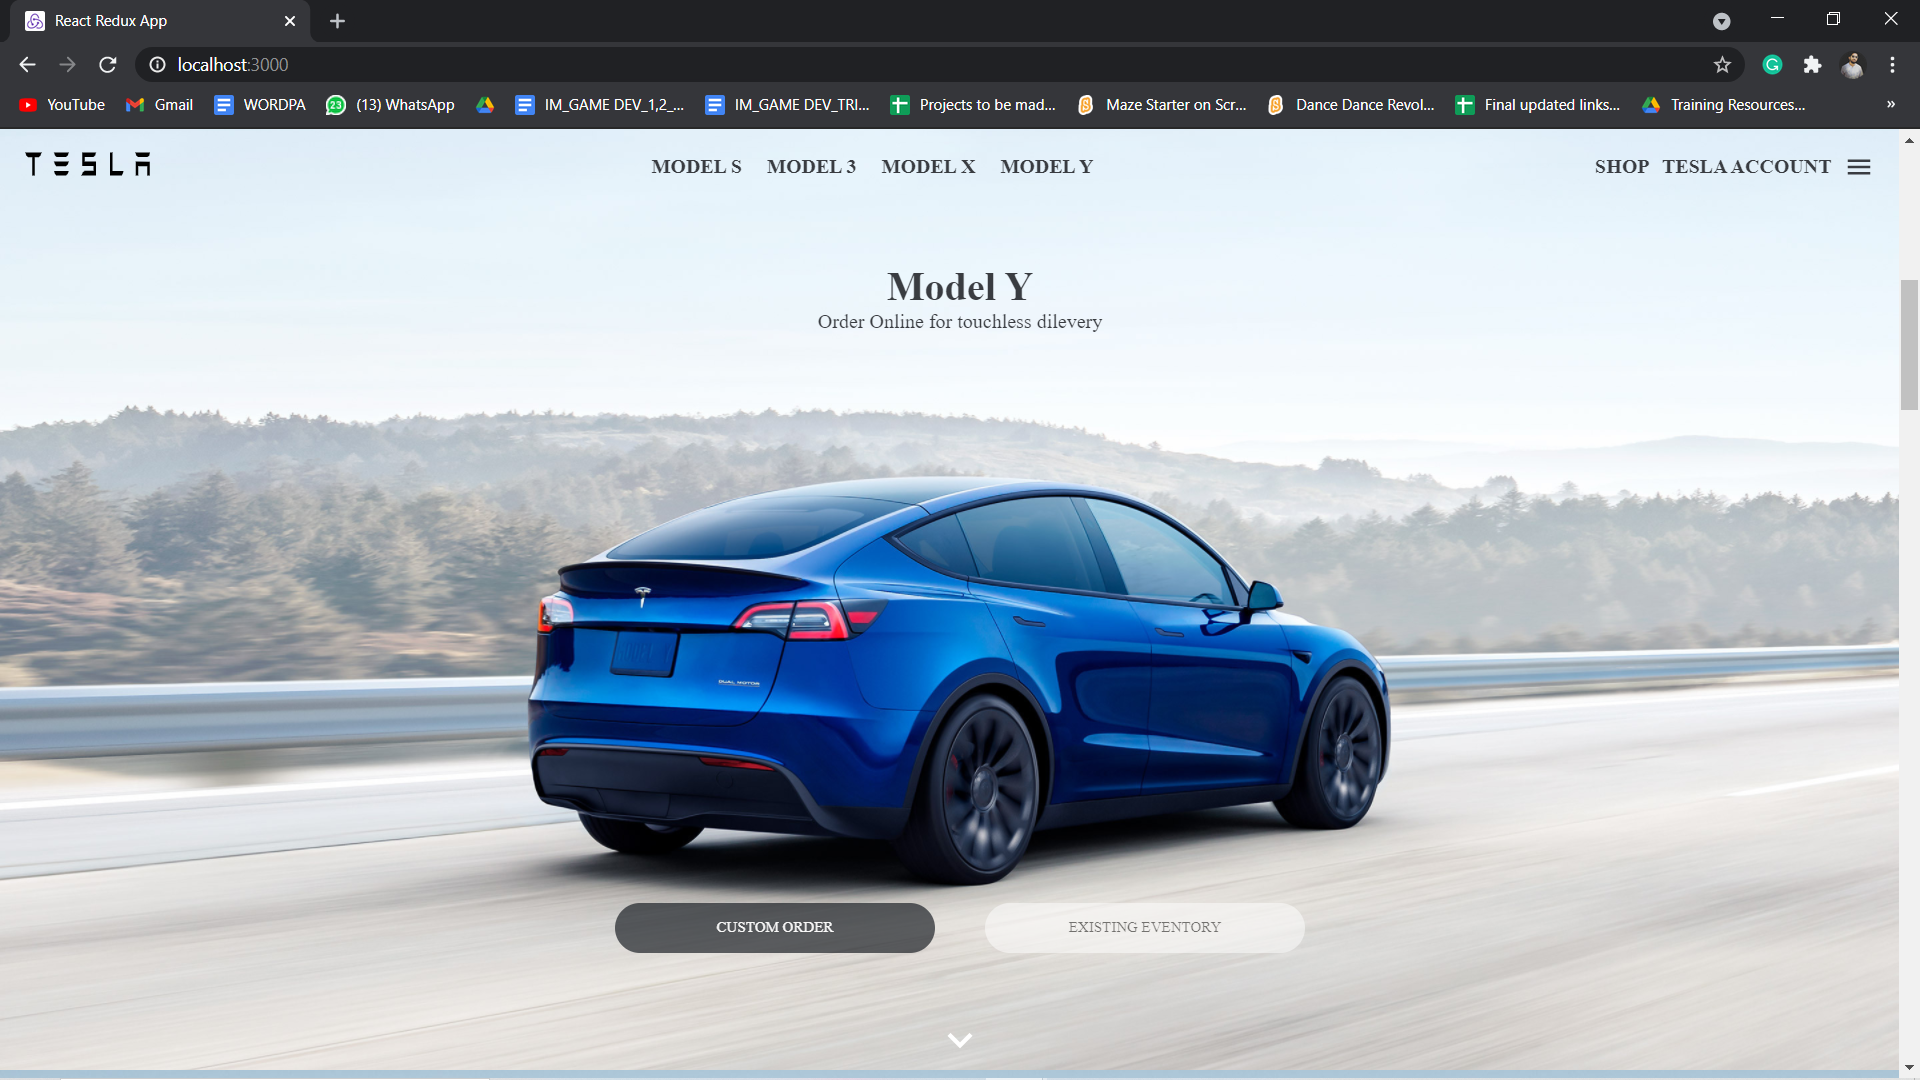 React Redux App
localhost:3000
YouTube Gmail WORDPA (13) WhatsApp IM_GAME DEV_1,2_... IM_GAME DEV_TRI... Projects to be mad... Maze Starter on Scr... Dance Dance Revol... Final updated links... Training Resources... »
TESLA MODEL S MODEL 3 MODEL X MODEL Y SHOP TESLA ACCOUNT
Model Y
Order Online for touchless dilevery
DUAL MOTOR
CUSTOM ORDER EXISTING EVENTORY